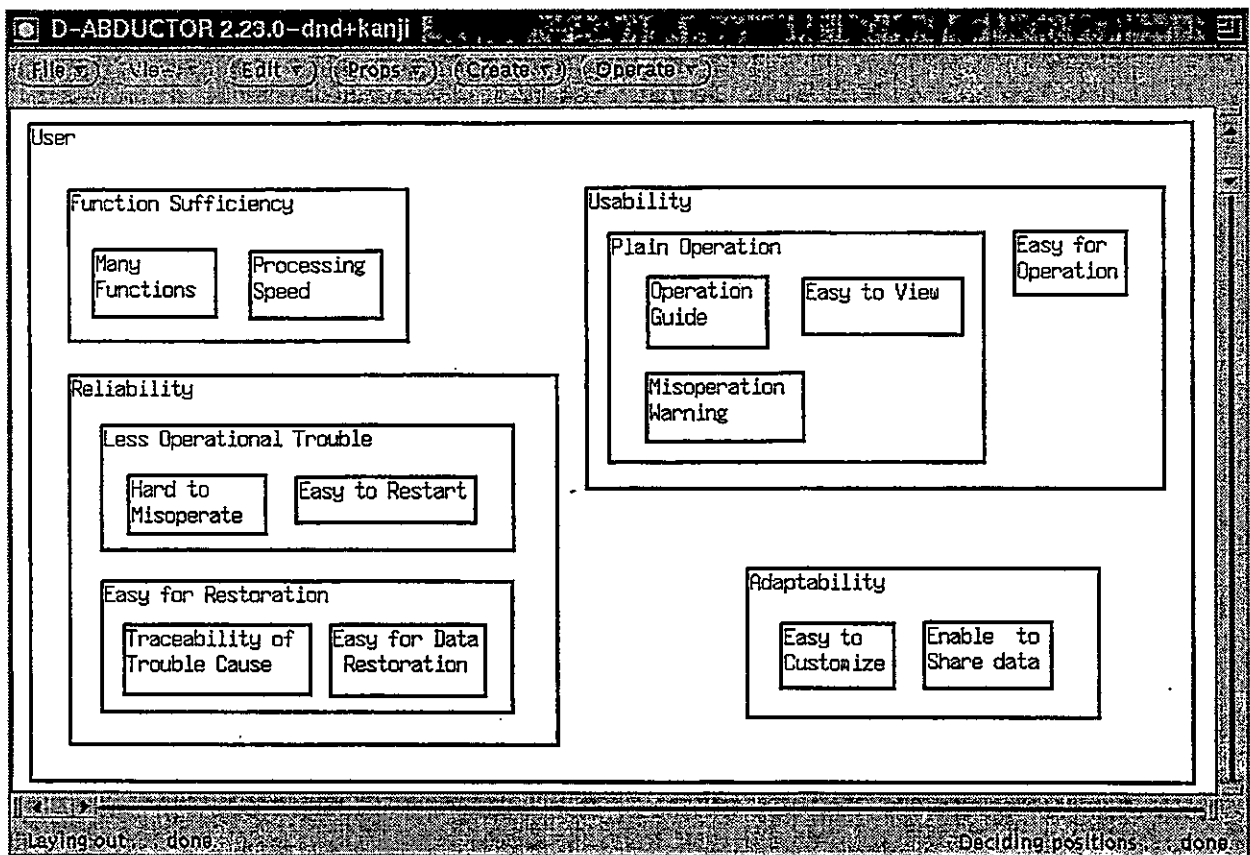 D-ABDUCTOR 2.23.0-dnd+kanji
File View Edit Props Create Operate
User
Function Sufficiency
Many
Functions
Processing
Speed
Usability
Plain Operation
Operation
Guide
Easy to View
Misoperation
Warning
Easy for
Operation
Reliability
Less Operational Trouble
Hard to
Misoperate
Easy to Restart
Easy for Restoration
Traceability of
Trouble Cause
Easy for Data
Restoration
Adaptability
Easy to
Customize
Enable to
Share data
Laying out... done.
Deciding positions... done.